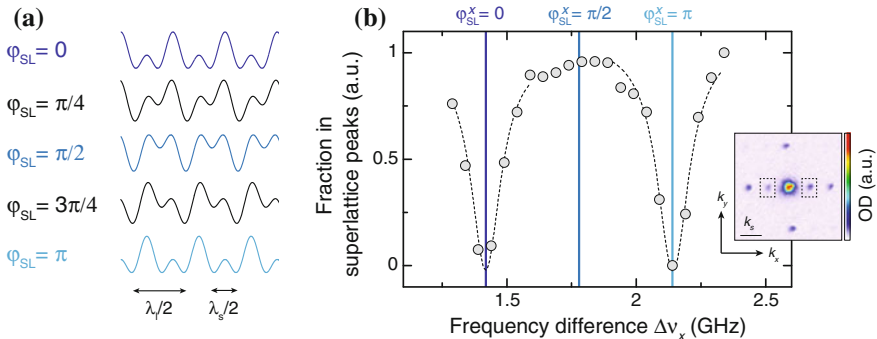 (a)
φSL= 0
φSL= π/4
φSL= π/2
φSL= 3π/4
φSL= π
λl/2
λs/2
(b)
φxSL= 0
φxSL= π/2
φxSL= π
Fraction in
superlattice peaks (a.u.)
1
0.5
0
1.5
2
2.5
Frequency difference Δνx (GHz)
ky
ks
kx
OD (a.u.)